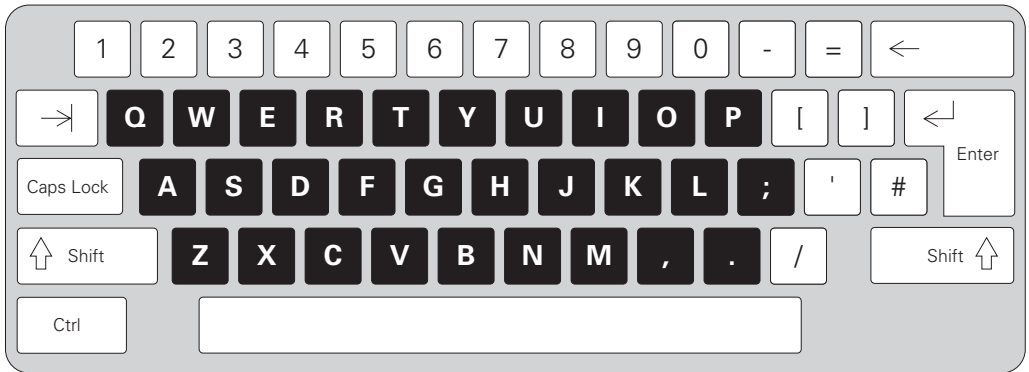 1 2 3 4 5 6 7 8 9 0 - =
Q W E R T Y U I O P [ ]
Enter
Caps Lock A S D F G H J K L ; ' #
Shift Z X C V B N M , . / Shift
Ctrl